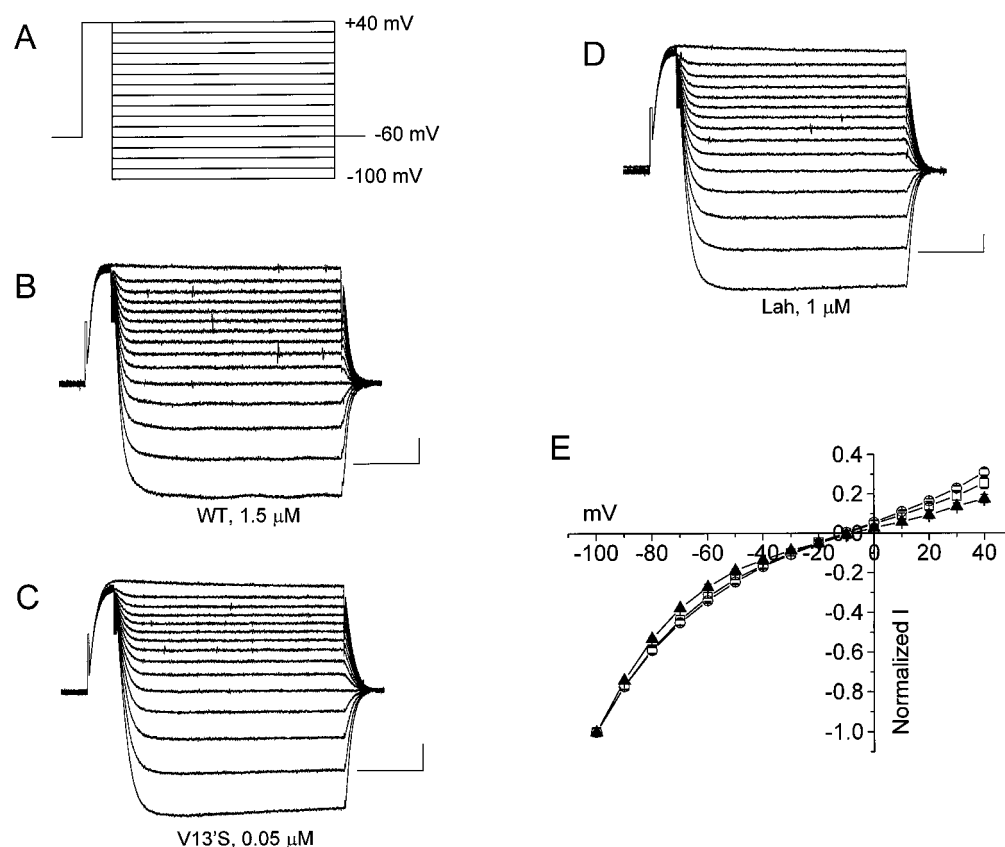 A
+40 mV
-60 mV
-100 mV
B
WT, 1.5 μM
C
V13'S, 0.05 μM
D
Lah, 1 μM
E
mV
0.4
0.2
0.0
-0.2
-0.4
-0.6
-0.8
-1.0
-100 -80 -60 -40 -20 0 20 40
Normalized I